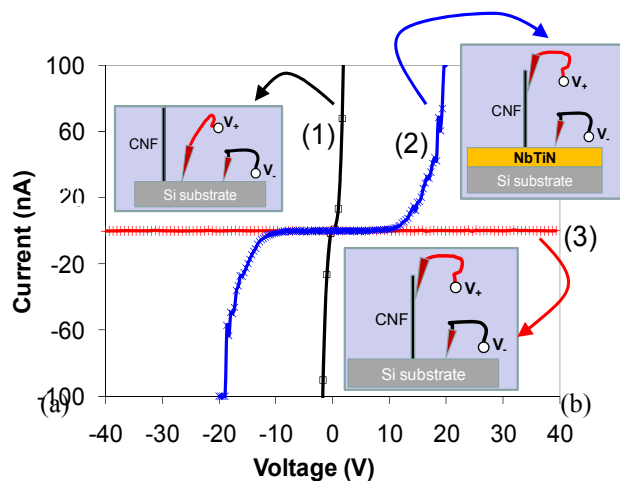 Current (nA)
100
60
20
-20
-60
-100
(a)
(b)
-40 -30 -20 -10 0 10 20 30 40
Voltage (V)
(1)
(2)
(3)
CNF
V+
V-
Si substrate
CNF
V+
V-
NbTiN
Si substrate
CNF
V+
V-
Si substrate